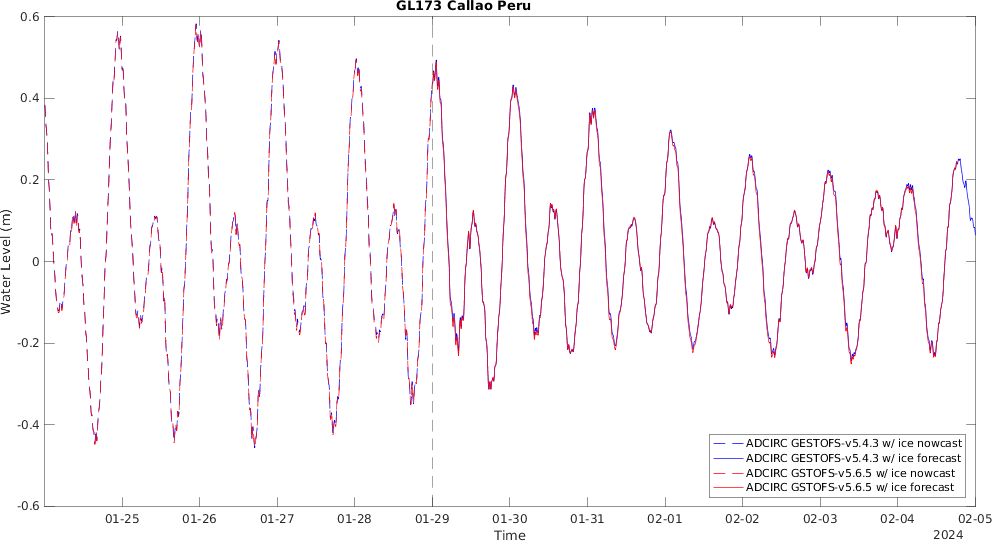 GL173 Callao Peru
0.6
0.4
0.2
0
-0.2
-0.4
-0.6
Water Level (m)
01-25 01-26 01-27 01-28 01-29 01-30 01-31 02-01 02-02 02-03 02-04 02-05
Time
2024
ADCIRC GESTOFS-v5.4.3 w/ ice nowcast
ADCIRC GESTOFS-v5.4.3 w/ ice forecast
ADCIRC GSTOFS-v5.6.5 w/ ice nowcast
ADCIRC GSTOFS-v5.6.5 w/ ice forecast